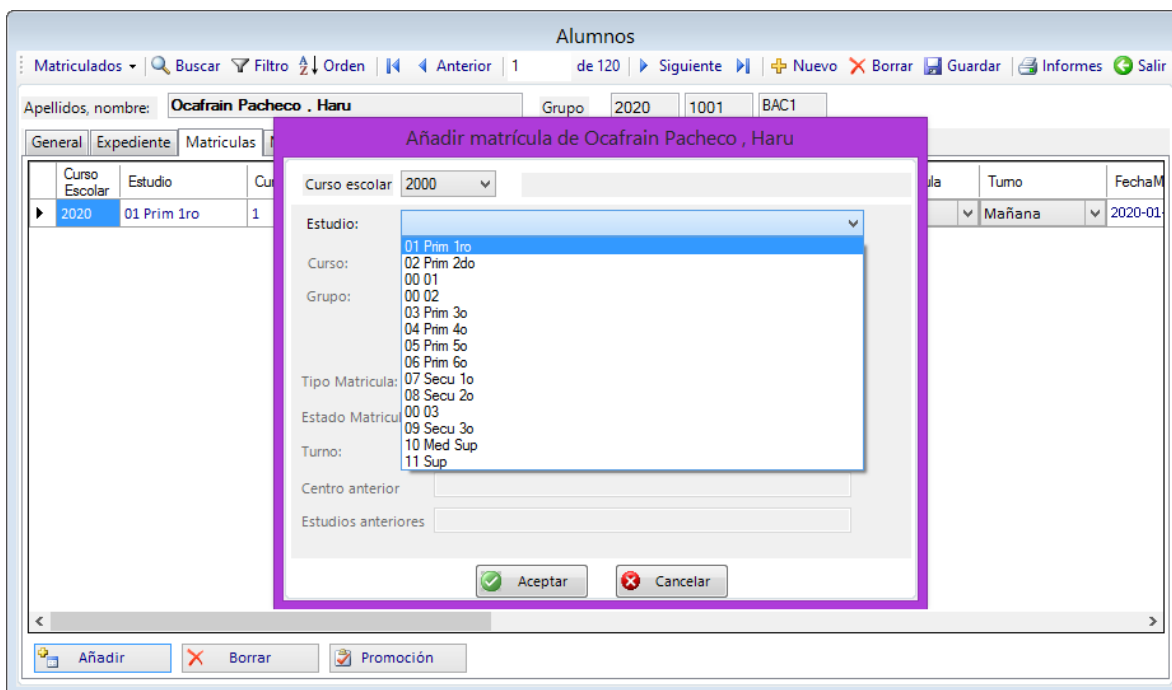 Alumnos
Matriculados Buscar Filtro Orden Anterior 1 de 120 Siguiente Nuevo Borrar Guardar Informes Salir
Apellidos, nombre: Ocafrain Pacheco . Haru Grupo 2020 1001 BAC1
General Expediente Matriculas
Curso Escolar Estudio Turno FechaM
2020 01 Prim 1ro 1 Mañana 2020-01-
Añadir matrícula de Ocafrain Pacheco , Haru
Curso escolar 2000
Estudio:
01 Prim 1ro
02 Prim 2do
00 01
00 02
03 Prim 3o
04 Prim 4o
05 Prim 5o
06 Prim 6o
07 Secu 1o
08 Secu 2o
00 03
09 Secu 3o
10 Med Sup
11 Sup
Curso:
Grupo:
Tipo Matricula:
Estado Matricul
Turno:
Centro anterior
Estudios anteriores
Aceptar Cancelar
Añadir Borrar Promoción